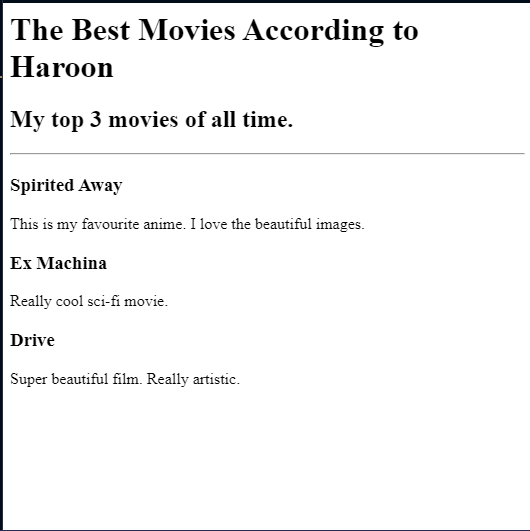 The Best Movies According to
Haroon
My top 3 movies of all time.
Spirited Away
This is my favourite anime. I love the beautiful images.
Ex Machina
Really cool sci-fi movie.
Drive
Super beautiful film. Really artistic.